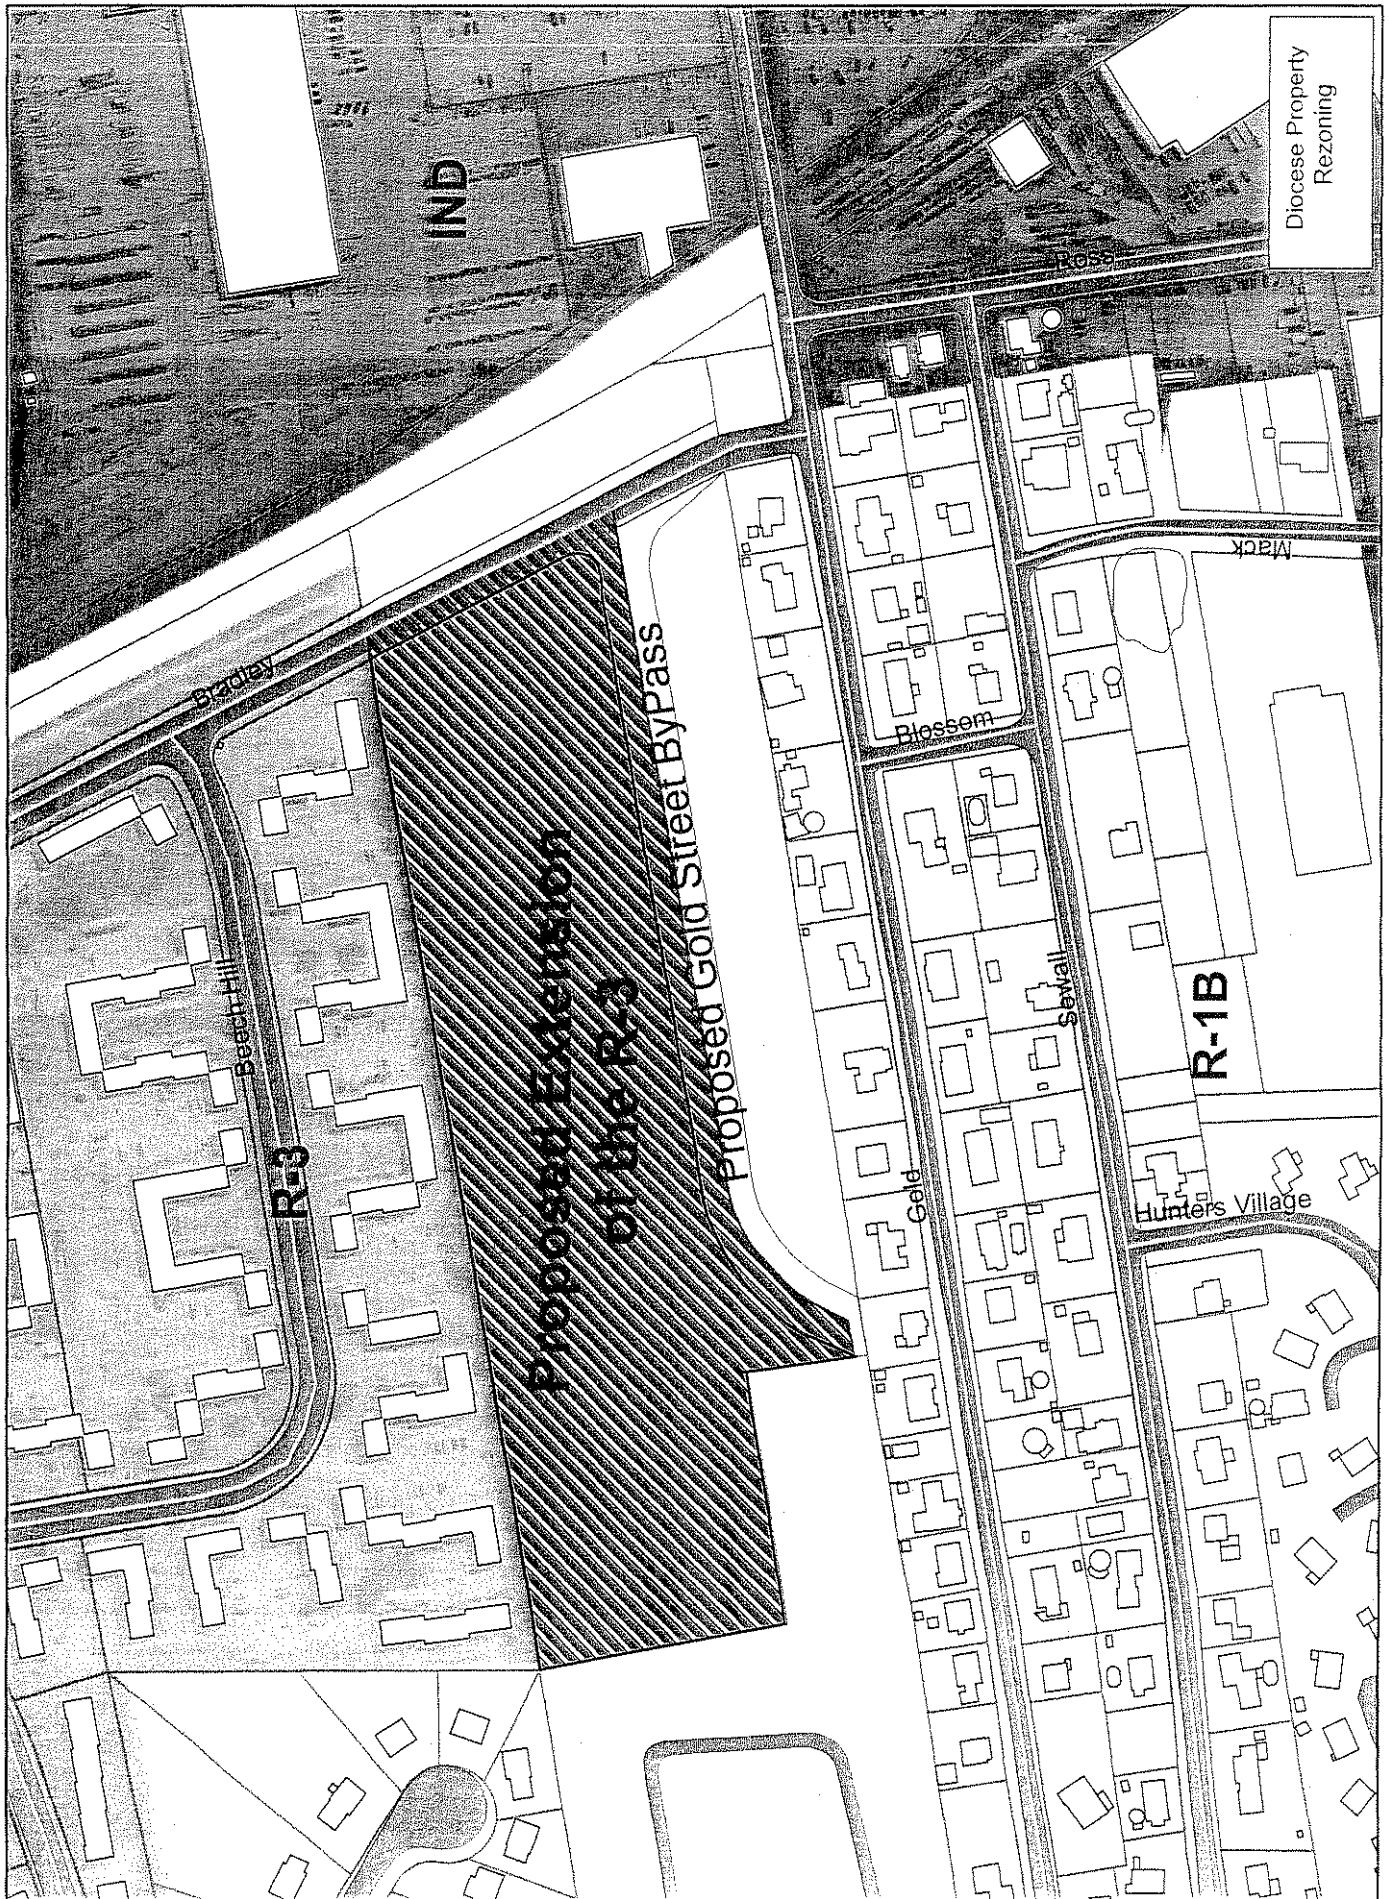 Diocese Property
Rezoning
IND
Ross
Bradley
Mack
Proposed Gold Street ByPass
Blossom
Proposed Extension
of the R-3
Beech Hill
Sewall
R-1B
R-3
Gold
Hunters Village